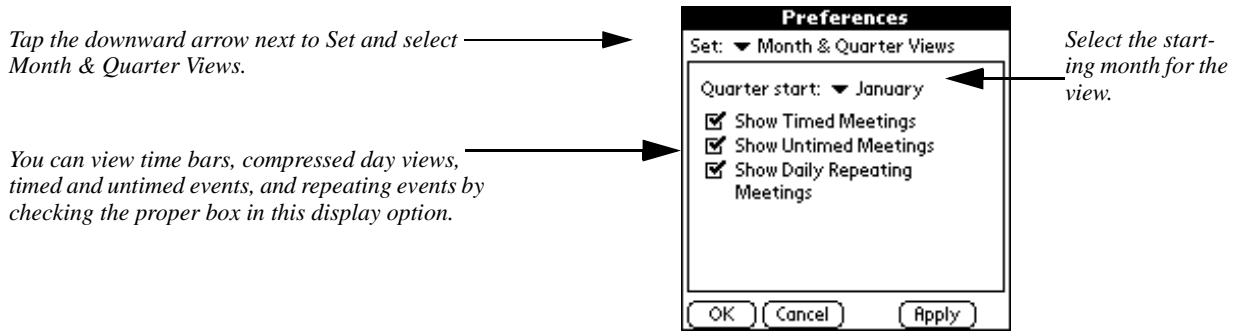 Tap the downward arrow next to Set and select
Month & Quarter Views.
You can view time bars, compressed day views,
timed and untimed events, and repeating events by
checking the proper box in this display option.
Preferences
Set: Month & Quarter Views
Quarter start: January
Show Timed Meetings
Show Untimed Meetings
Show Daily Repeating
Meetings
OK Cancel Apply
Select the start-
ing month for the
view.